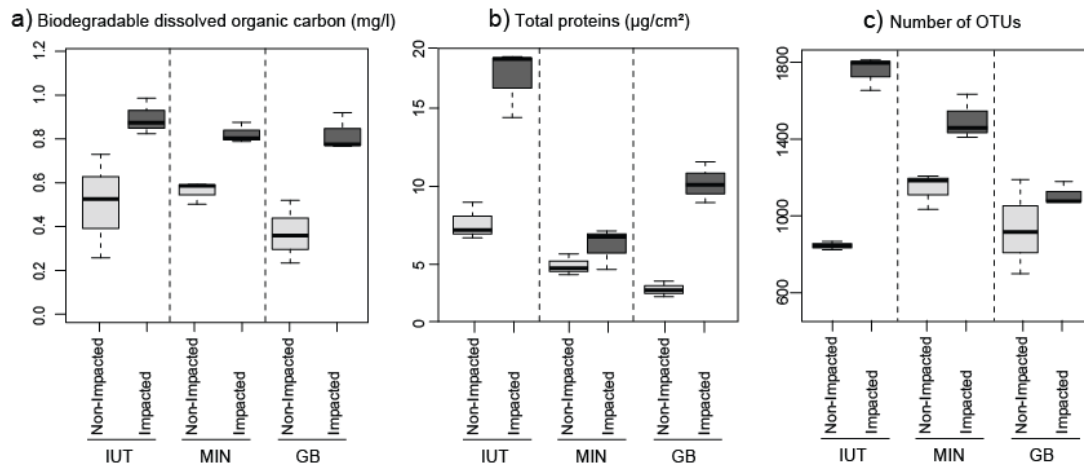 a) Biodegradable dissolved organic carbon (mg/l)
1.2
1.0
0.8
0.6
0.4
0.2
0.0
Non-Impacted
Impacted
Non-Impacted
Impacted
Non-Impacted
Impacted
IUT
MIN
GB
b) Total proteins (µg/cm²)
20
15
10
5
0
Non-Impacted
Impacted
Non-Impacted
Impacted
Non-Impacted
Impacted
IUT
MIN
GB
c) Number of OTUs
1800
1400
1000
600
Non-Impacted
Impacted
Non-Impacted
Impacted
Non-Impacted
Impacted
IUT
MIN
GB